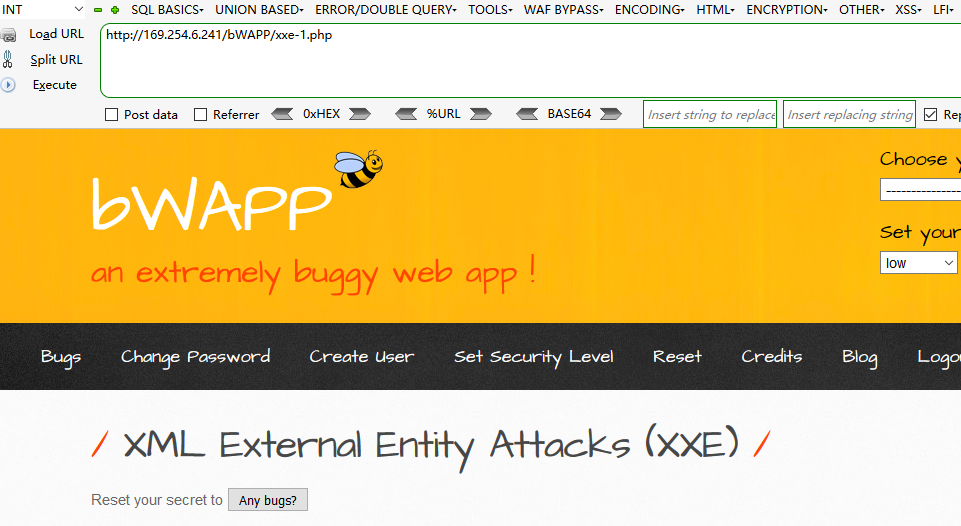 INT SQL BASICS UNION BASED ERROR/DOUBLE QUERY TOOLS WAF BYPASS ENCODING HTML ENCRYPTION OTHER XSS LFI
Load URL http://169.254.6.241/bWAPP/xxe-1.php
Split URL
Execute
Post data Referrer 0xHEX %URL BASE64 Insert string to replace Insert replacing string Rep
bWAPP
Choose y
---------------
an extremely buggy web app !
Set your
low
Bugs Change Password Create User Set Security Level Reset Credits Blog Logou
/ XML External Entity Attacks (XXE) /
Reset your secret to Any bugs?